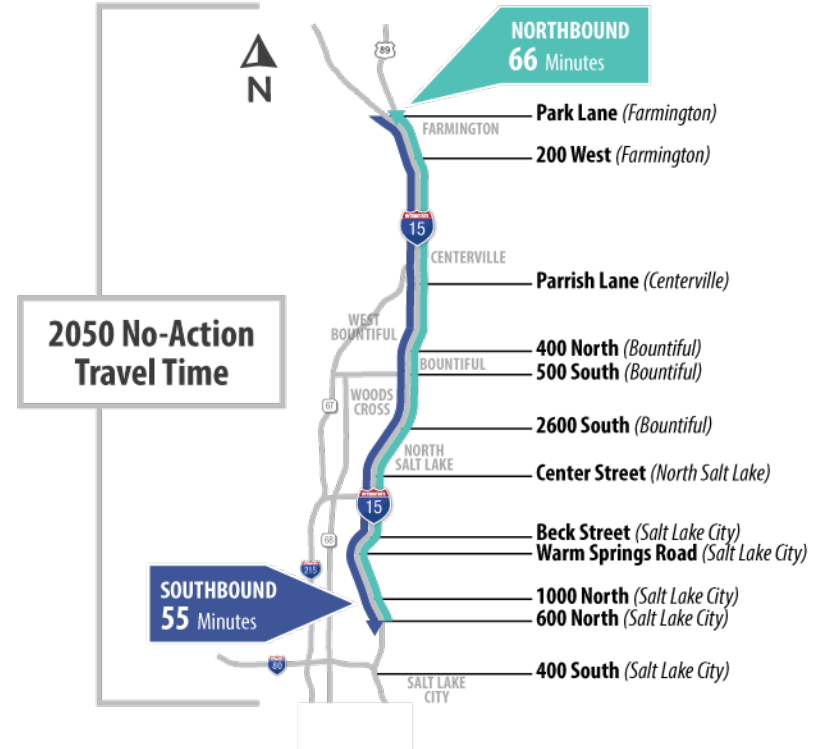 NORTHBOUND
66 Minutes
89
N
Park Lane (Farmington)
FARMINGTON
200 West (Farmington)
INTERSTATE
15
CENTERVILLE
Parrish Lane (Centerville)
2050 No-Action
Travel Time
WEST
BOUNTIFUL
400 North (Bountiful)
BOUNTIFUL
500 South (Bountiful)
WOODS
CROSS
67
2600 South (Bountiful)
NORTH
SALT LAKE
Center Street (North Salt Lake)
INTERSTATE
15
Beck Street (Salt Lake City)
68
Warm Springs Road (Salt Lake City)
215
SOUTHBOUND
55 Minutes
1000 North (Salt Lake City)
600 North (Salt Lake City)
80
400 South (Salt Lake City)
SALT LAKE
CITY